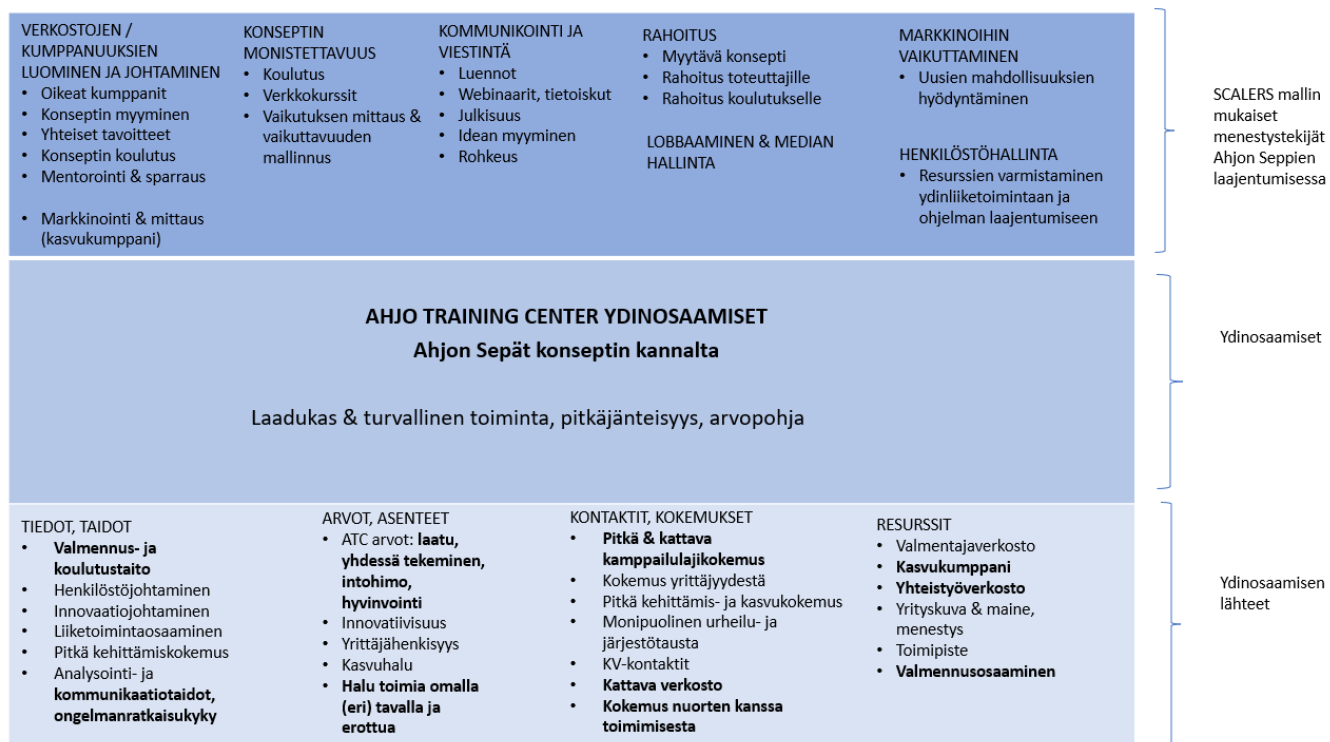 VERKOSTOJEN /
KUMPPANUUKSIEN
LUOMINEN JA JOHTAMINEN
• Oikeat kumppanit
• Konseptin myyminen
• Yhteiset tavoitteet
• Konseptin koulutus
• Mentorointi & sparraus
• Markkinointi & mittaus
(kasvukumppani)
KONSEPTIN
MONISTETTAVUUS
• Koulutus
• Verkkokurssit
• Vaikutuksen mittaus &
vaikuttavuuden
mallinnus
KOMMUNIKOINTI JA
VIESTINTÄ
• Luennot
• Webinaarit, tietoiskut
• Julkisuus
• Idean myyminen
• Rohkeus
RAHOITUS
• Myytävä konsepti
• Rahoitus toteuttajille
• Rahoitus koulutukselle
LOBBAAMINEN & MEDIAN
HALLINTA
MARKKINOIHIN
VAIKUTTAMINEN
• Uusien mahdollisuuksien
hyödyntäminen
HENKILÖSTÖHALLINTA
• Resurssien varmistaminen
ydinliiketoimintaan ja
ohjelman laajentumiseen
SCALERS mallin
mukaiset
menestystekijät
Ahjon Seppien
laajentumisessa
AHJO TRAINING CENTER YDINOSAAMISET
Ahjon Sepät konseptin kannalta
Laadukas & turvallinen toiminta, pitkäjänteisyys, arvopohja
Ydinosaamiset
TIEDOT, TAIDOT
• Valmennus- ja
koulutustaito
• Henkilöstöjohtaminen
• Innovaatiojohtaminen
• Liiketoimintaosaaminen
• Pitkä kehittämiskokemus
• Analysointi- ja
kommunikaatiotaidot,
ongelmanratkaisukyky
ARVOT, ASENTEET
• ATC arvot: laatu,
yhdessä tekeminen,
intohimo,
hyvinvointi
• Innovatiivisuus
• Yrittäjähenkisyys
• Kasvuhalu
• Halu toimia omalla
(eri) tavalla ja
erottua
KONTAKTIT, KOKEMUKSET
• Pitkä & kattava
kamppailulajikokemus
• Kokemus yrittäjyydestä
• Pitkä kehittämis- ja kasvukokemus
• Monipuolinen urheilu- ja
järjestötausta
• KV-kontaktit
• Kattava verkosto
• Kokemus nuorten kanssa
toimimisesta
RESURSSIT
• Valmentajaverkosto
• Kasvukumppani
• Yhteistyöverkosto
• Yrityskuva & maine,
menestys
• Toimipiste
• Valmennusosaaminen
Ydinosaamisen
lähteet